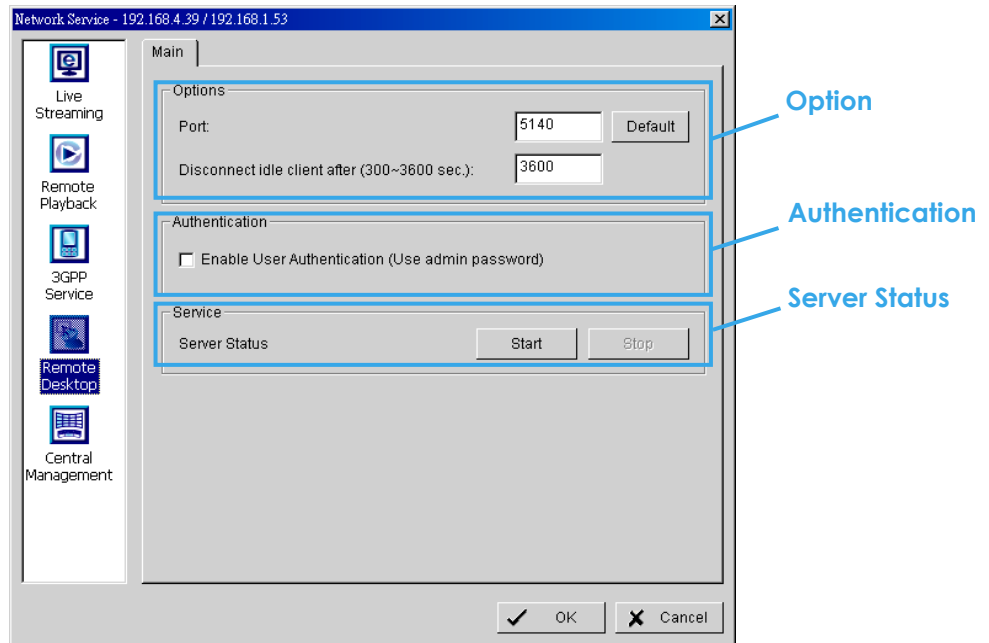 Network Service - 192.168.4.39 / 192.168.1.53
Live
Streaming
Remote
Playback
3GPP
Service
Remote
Desktop
Central
Management
Main
Options
Port:
5140
Default
Disconnect idle client after (300~3600 sec.):
3600
Authentication
Enable User Authentication (Use admin password)
Service
Server Status
Start
Stop
OK
Cancel
Option
Authentication
Server Status